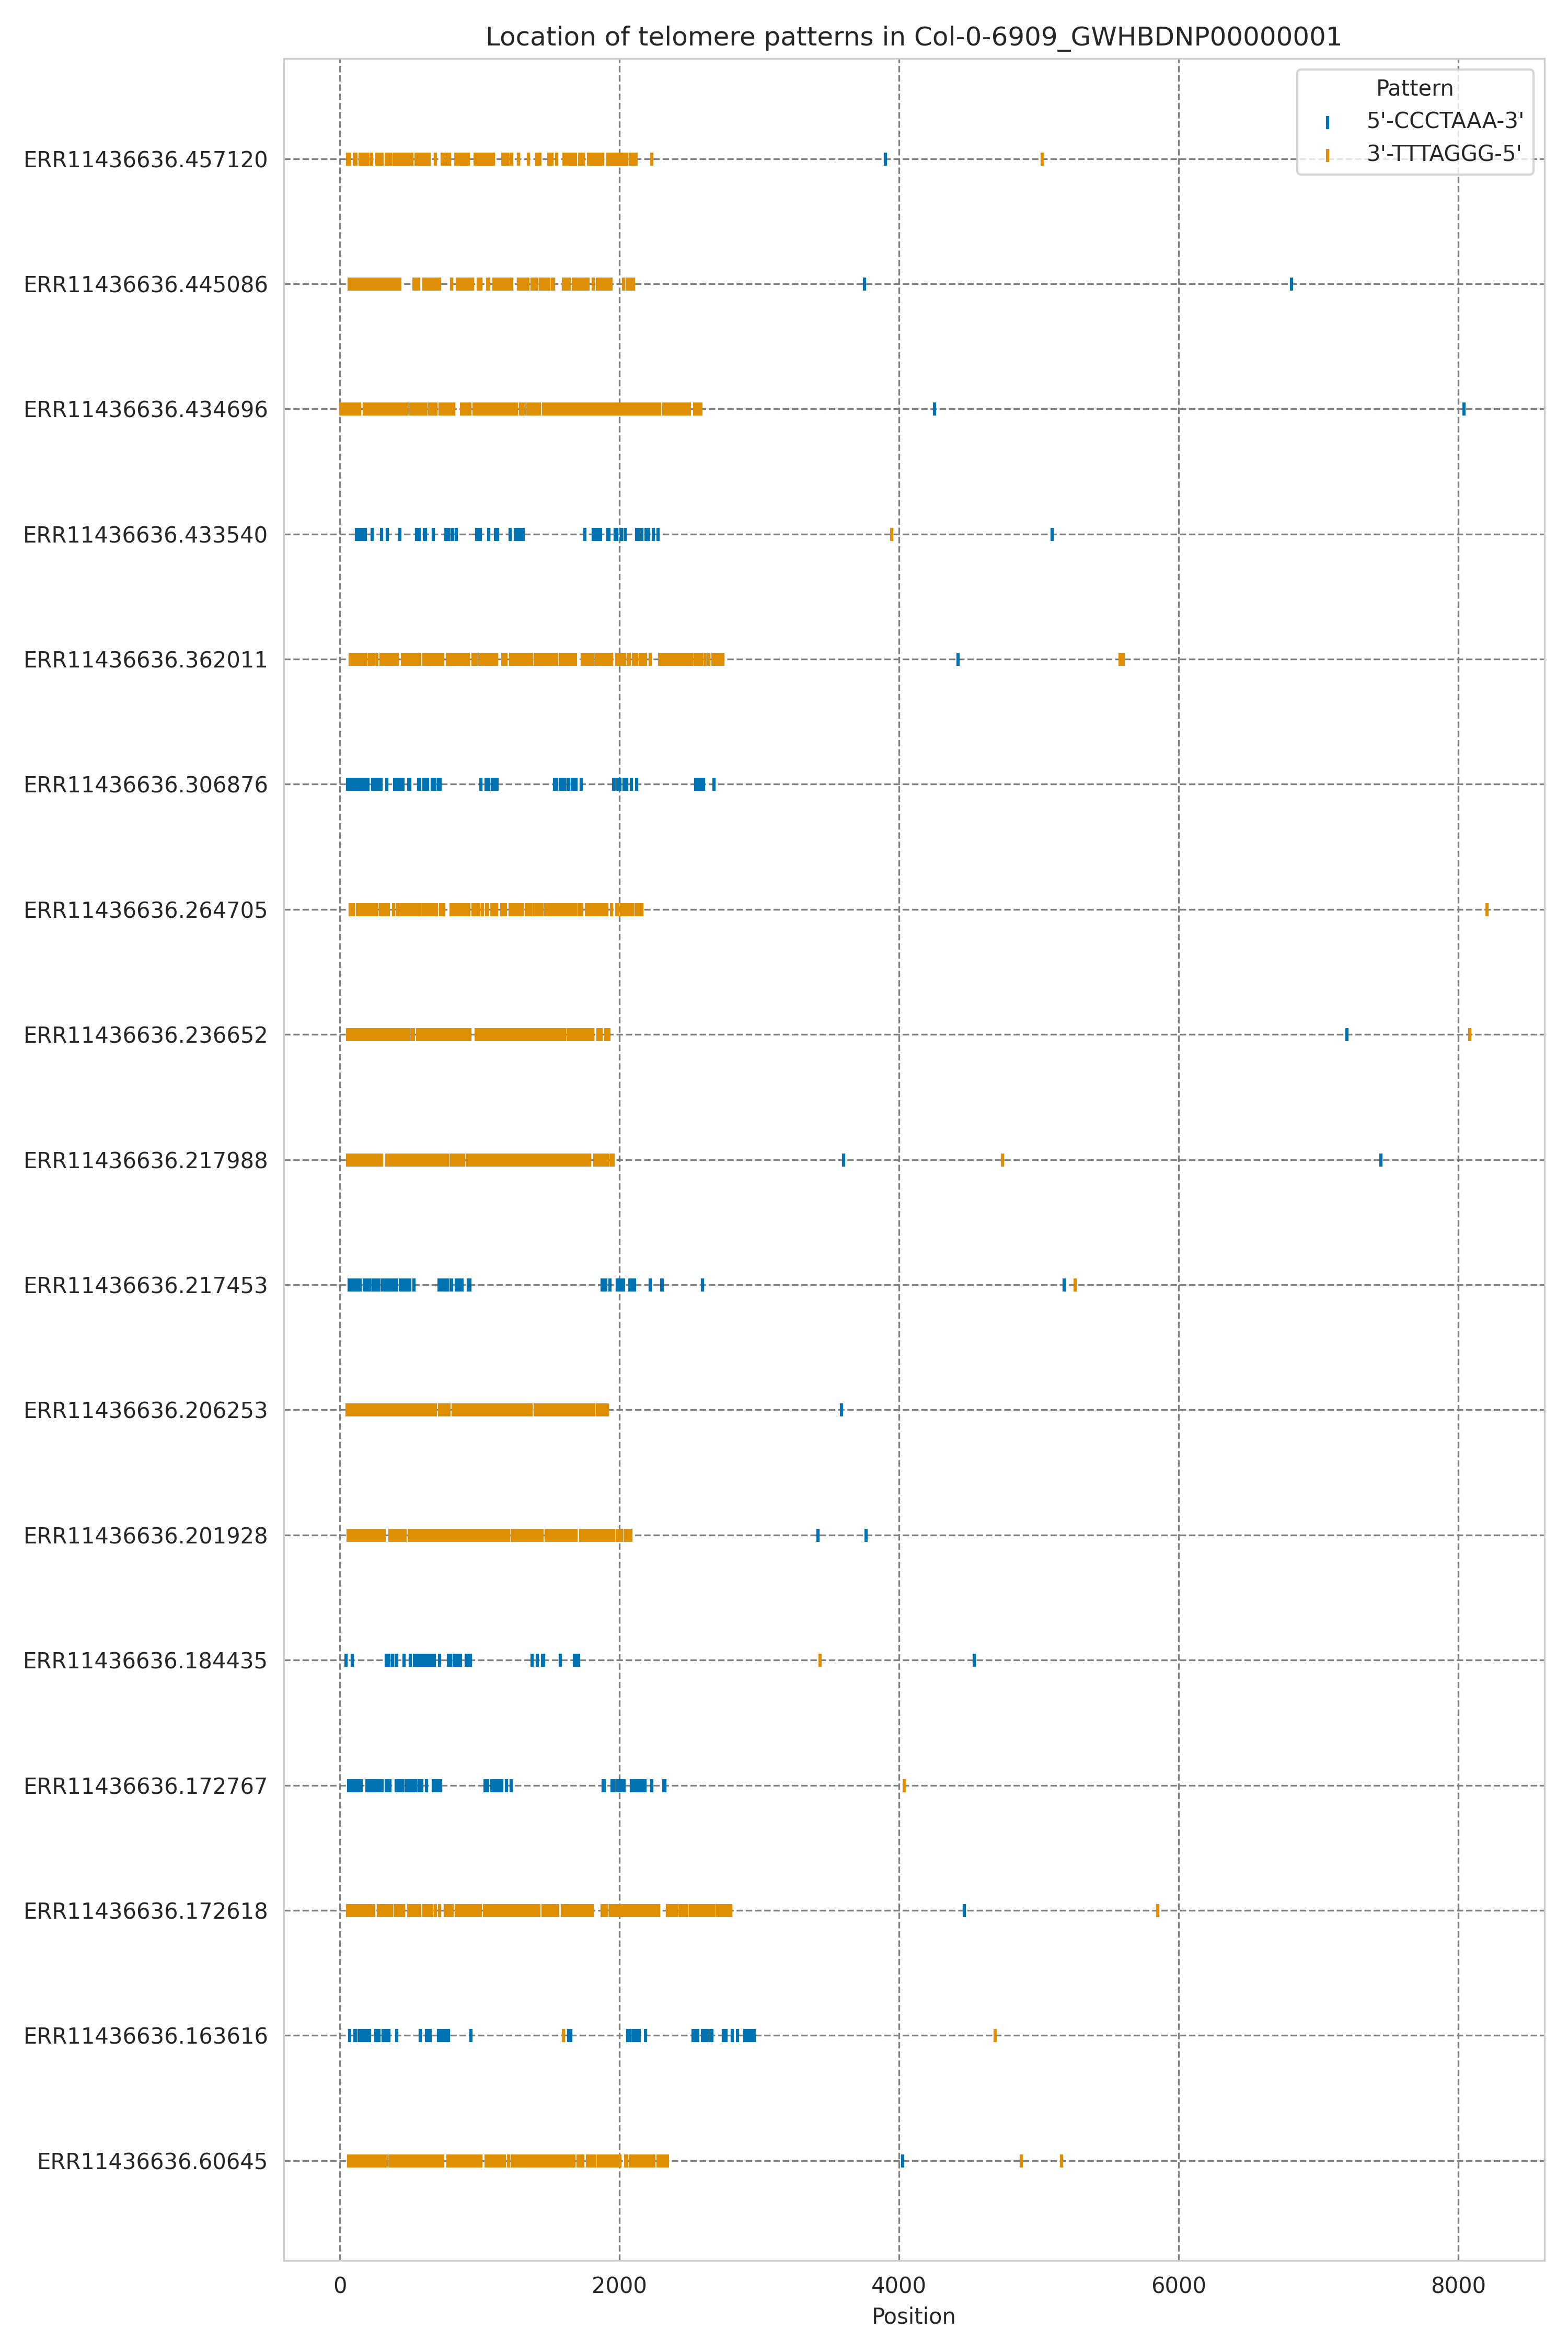 Location of telomere patterns in Col-0-6909_GWHBDNP00000001
Pattern
5'-CCCTAAA-3'
3'-TTTAGGG-5'
ERR11436636.457120
ERR11436636.445086
ERR11436636.434696
ERR11436636.433540
ERR11436636.362011
ERR11436636.306876
ERR11436636.264705
ERR11436636.236652
ERR11436636.217988
ERR11436636.217453
ERR11436636.206253
ERR11436636.201928
ERR11436636.184435
ERR11436636.172767
ERR11436636.172618
ERR11436636.163616
ERR11436636.60645
0 2000 4000 6000 8000
Position